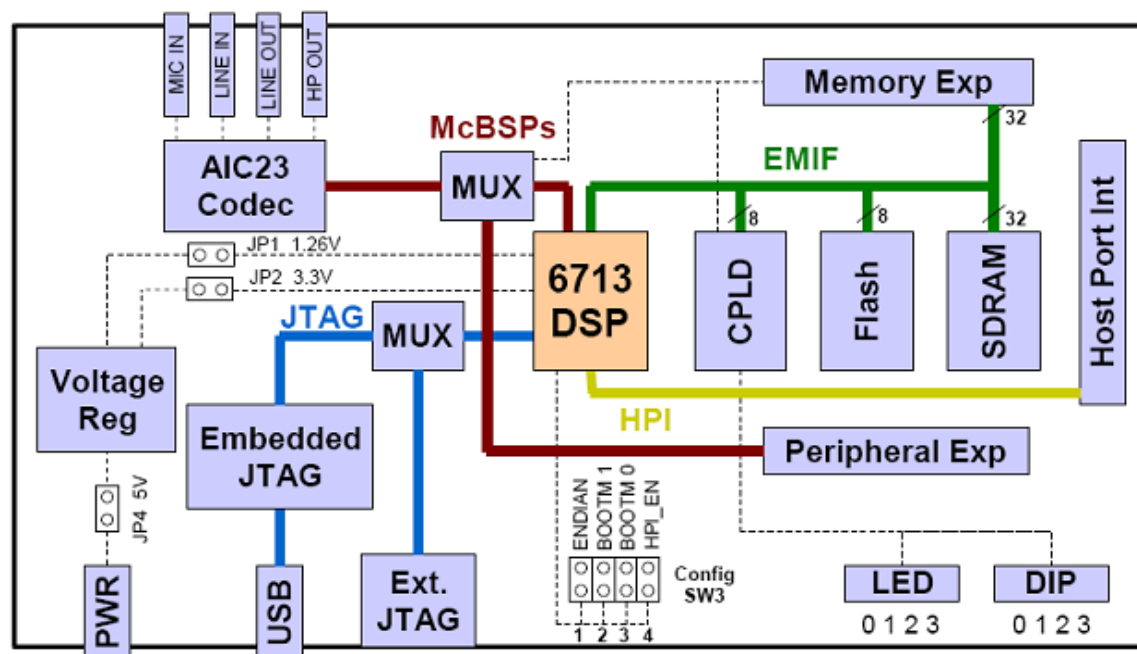 MIC IN
LINE IN
LINE OUT
HP OUT
Memory Exp
32
McBSPs
AIC23
Codec
MUX
EMIF
8
8
32
Host Port Int
JP1 1.26V
JP2 3.3V
6713
DSP
CPLD
Flash
SDRAM
JTAG
MUX
Voltage
Reg
HPI
Embedded
JTAG
Peripheral Exp
JP4 5V
ENDIAN
BOOTM 1
BOOTM 0
HPI_EN
Config
SW3
1 2 3 4
PWR
USB
Ext.
JTAG
LED
0 1 2 3
DIP
0 1 2 3